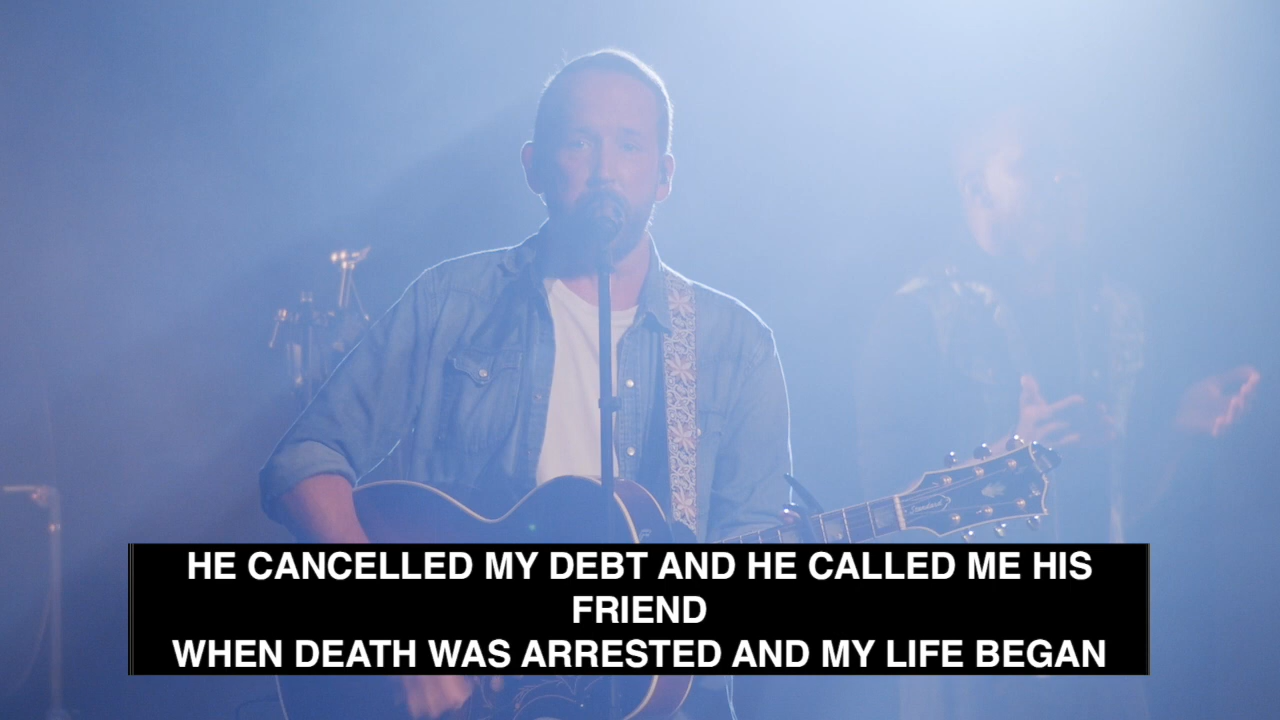 HE CANCELLED MY DEBT AND HE CALLED ME HIS
FRIEND
WHEN DEATH WAS ARRESTED AND MY LIFE BEGAN